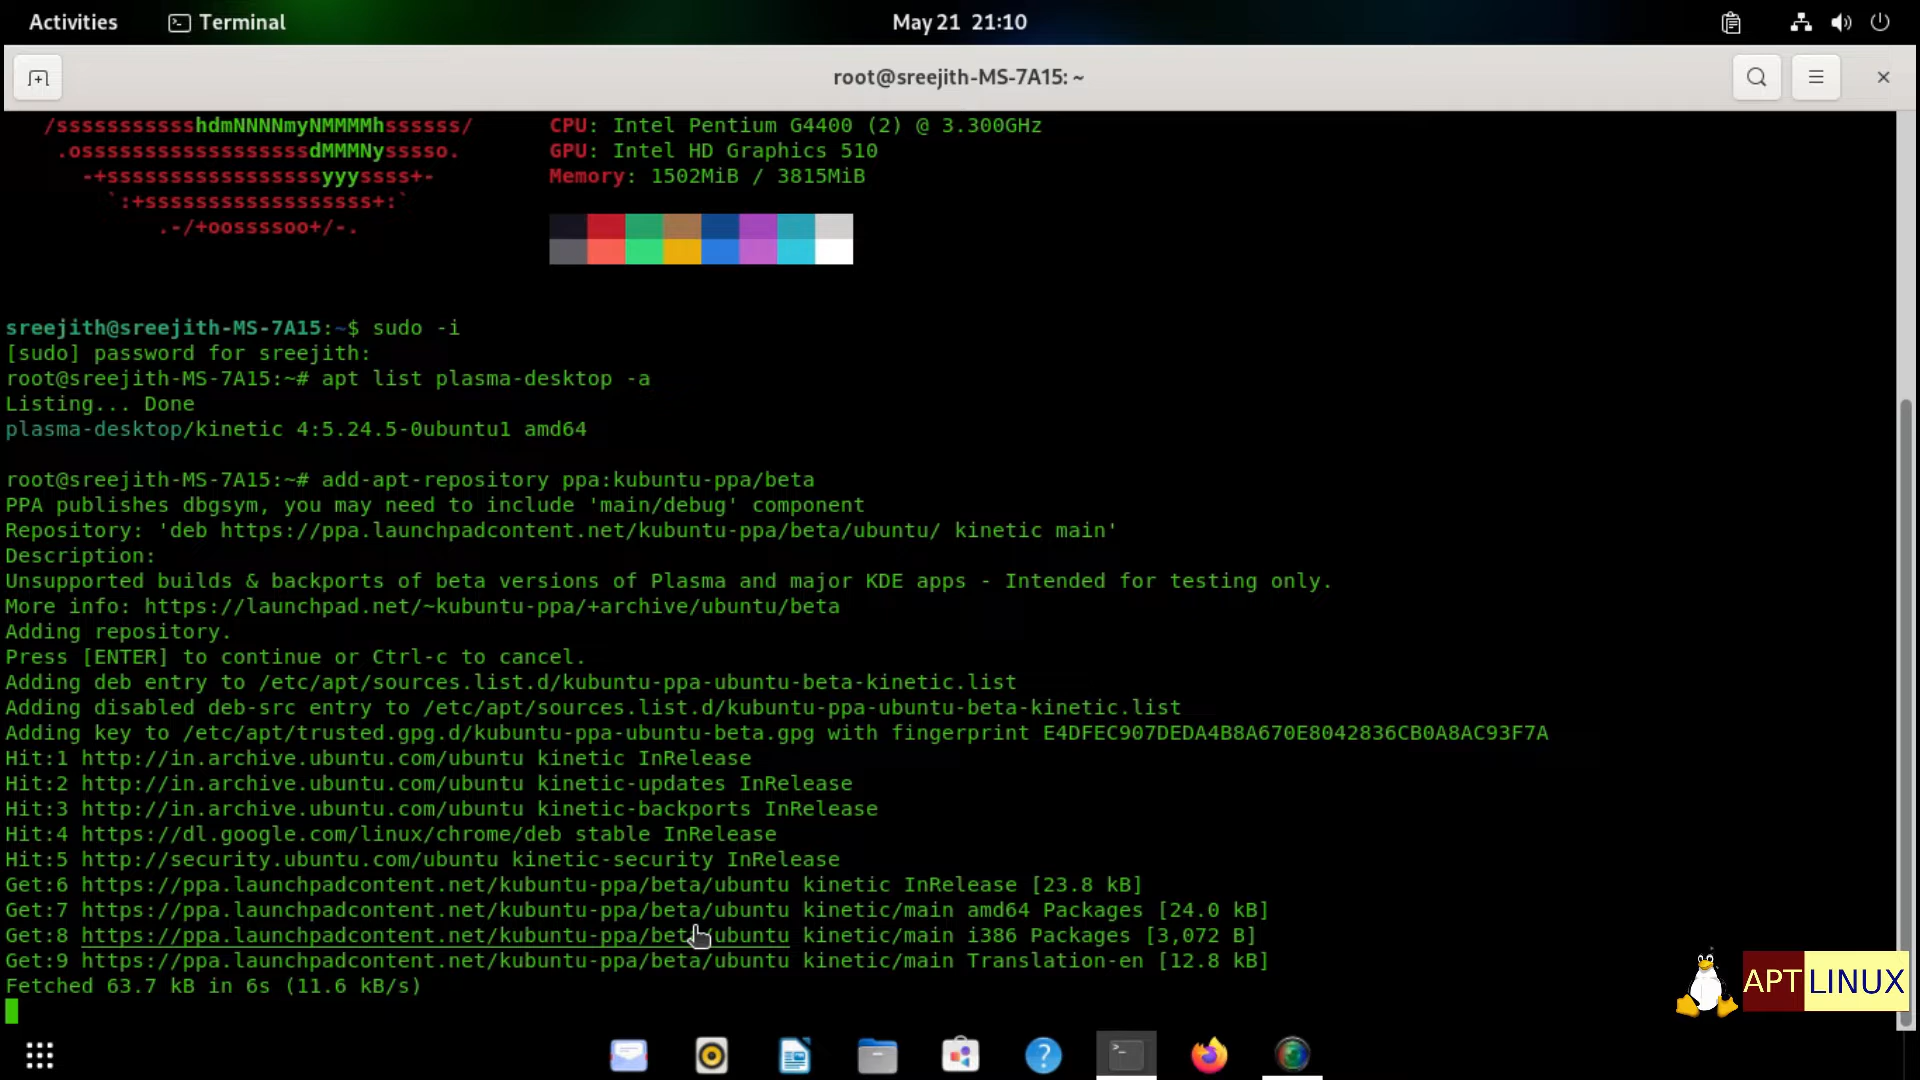 Activities
Terminal
May 21 21:10
root@sreejith-MS-7A15: ~
/ssssssssssshdmNNNNmyNMMMMhssssss/ CPU: Intel Pentium G4400 (2) @ 3.300GHz
.ossssssssssssssssssdMMMNysssso. GPU: Intel HD Graphics 510
-+sssssssssssssssssyyyssss+- Memory: 1502MiB / 3815MiB
`:+ssssssssssssssssss+:`
.-/+oossssoo+/-.
sreejith@sreejith-MS-7A15:~$ sudo -i
[sudo] password for sreejith:
root@sreejith-MS-7A15:~# apt list plasma-desktop -a
Listing... Done
plasma-desktop/kinetic 4:5.24.5-0ubuntu1 amd64
root@sreejith-MS-7A15:~# add-apt-repository ppa:kubuntu-ppa/beta
PPA publishes dbgsym, you may need to include 'main/debug' component
Repository: 'deb https://ppa.launchpadcontent.net/kubuntu-ppa/beta/ubuntu/ kinetic main'
Description:
Unsupported builds & backports of beta versions of Plasma and major KDE apps - Intended for testing only.
More info: https://launchpad.net/~kubuntu-ppa/+archive/ubuntu/beta
Adding repository.
Press [ENTER] to continue or Ctrl-c to cancel.
Adding deb entry to /etc/apt/sources.list.d/kubuntu-ppa-ubuntu-beta-kinetic.list
Adding disabled deb-src entry to /etc/apt/sources.list.d/kubuntu-ppa-ubuntu-beta-kinetic.list
Adding key to /etc/apt/trusted.gpg.d/kubuntu-ppa-ubuntu-beta.gpg with fingerprint E4DFEC907DEDA4B8A670E8042836CB0A8AC93F7A
Hit:1 http://in.archive.ubuntu.com/ubuntu kinetic InRelease
Hit:2 http://in.archive.ubuntu.com/ubuntu kinetic-updates InRelease
Hit:3 http://in.archive.ubuntu.com/ubuntu kinetic-backports InRelease
Hit:4 https://dl.google.com/linux/chrome/deb stable InRelease
Hit:5 http://security.ubuntu.com/ubuntu kinetic-security InRelease
Get:6 https://ppa.launchpadcontent.net/kubuntu-ppa/beta/ubuntu kinetic InRelease [23.8 kB]
Get:7 https://ppa.launchpadcontent.net/kubuntu-ppa/beta/ubuntu kinetic/main amd64 Packages [24.0 kB]
Get:8 https://ppa.launchpadcontent.net/kubuntu-ppa/beta/ubuntu kinetic/main i386 Packages [3,072 B]
Get:9 https://ppa.launchpadcontent.net/kubuntu-ppa/beta/ubuntu kinetic/main Translation-en [12.8 kB]
Fetched 63.7 kB in 6s (11.6 kB/s)
APT LINUX